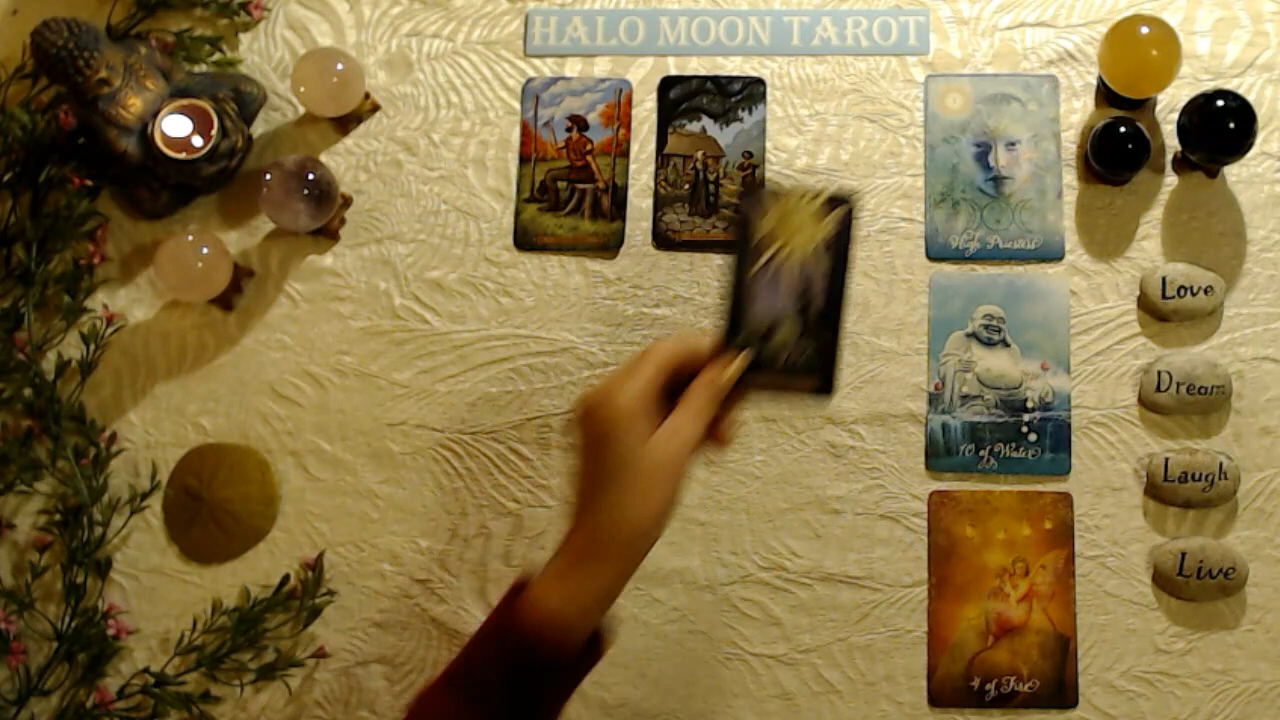 HALO MOON TAROT
High Priestess
10 of Water
4 of Fire
Love
Dream
Laugh
Live